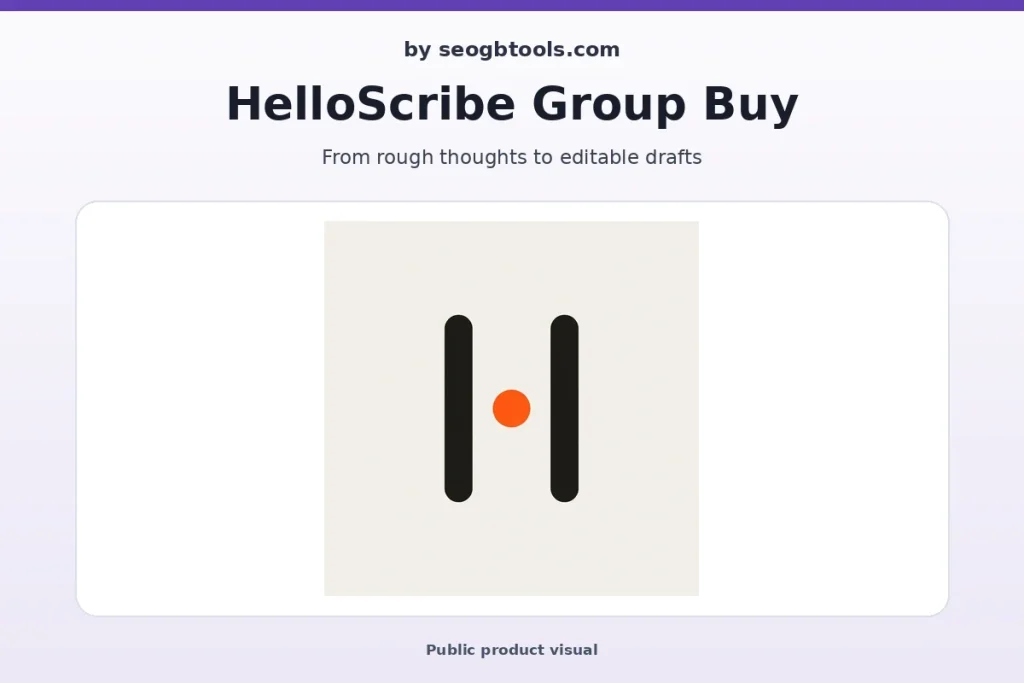 by seogbtools.com
HelloScribe Group Buy
From rough thoughts to editable drafts
Public product visual